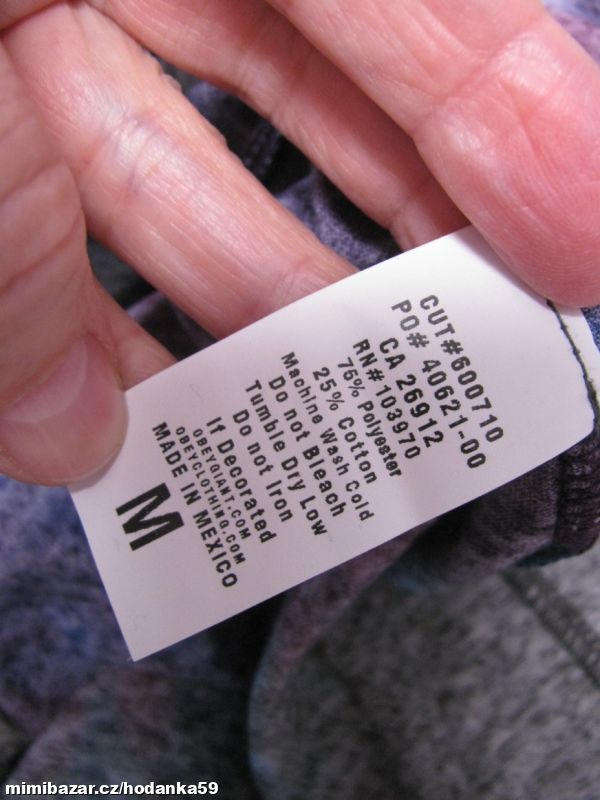 CUT#600710
PO# 40621-00
CA 26912
RN# 103970
75% Polyester
25% Cotton
Machine Wash Cold
Do not Bleach
Tumble Dry Low
Do not Iron
If Decorated
OBEYGIANT.COM
OBEYCLOTHING.COM
MADE IN MEXICO
M
mimibazar.cz/hodanka59